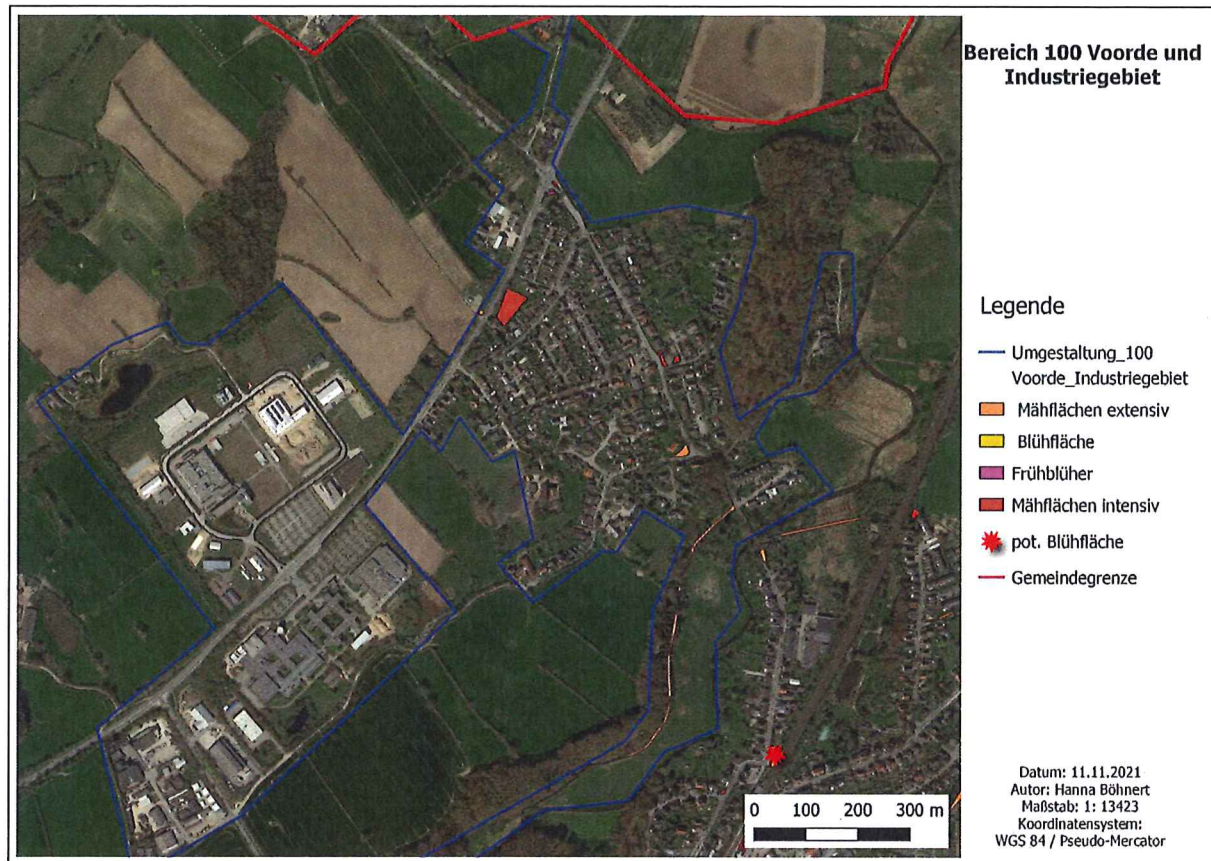 Bereich 100 Voorde und
Industriegebiet
Legende
Umgestaltung_100
Voorde_Industriegebiet
Mähflächen extensiv
Blühfläche
Frühblüher
Mähflächen intensiv
pot. Blühfläche
Gemeindegrenze
0 100 200 300 m
Datum: 11.11.2021
Autor: Hanna Böhnert
Maßstab: 1: 13423
Koordinatensystem:
WGS 84 / Pseudo-Mercator